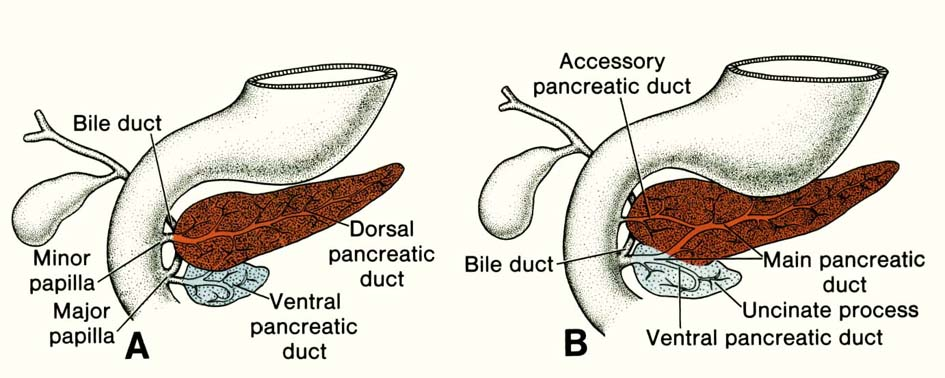 Bile duct
Minor
papilla
Major
papilla
A
Dorsal
pancreatic
duct
Ventral
pancreatic
duct
Accessory
pancreatic duct
Bile duct
B
Main pancreatic
duct
Uncinate process
Ventral pancreatic duct